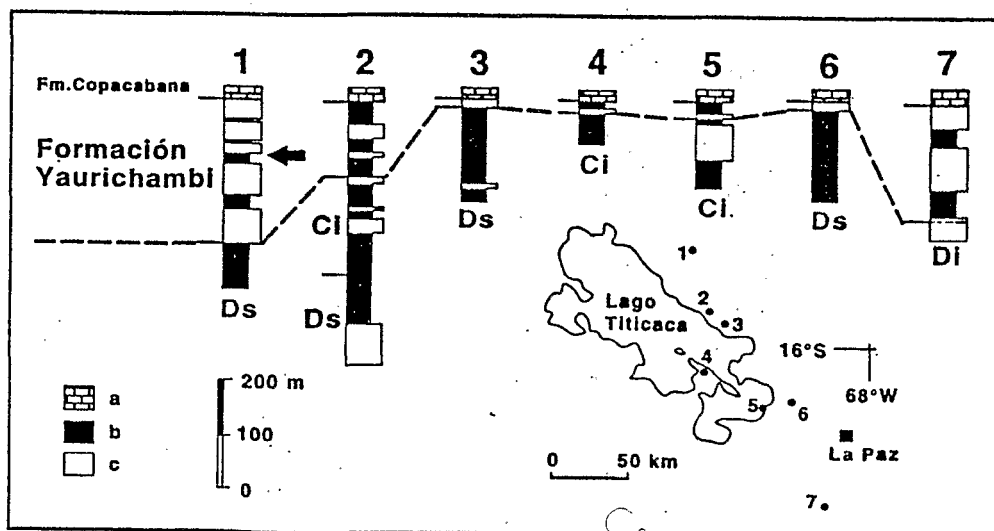 1 2 3 4 5 6 7
Fm.Copacabana
Formación
Yaurichambi
Ci
Ci
Ci.
Ds
Ds
Ds
Ds
Di
1
2
3
Lago
Titicaca
4
5
6
16°S
68°W
La Paz
7
a
b
c
200 m
100
0
0 50 km